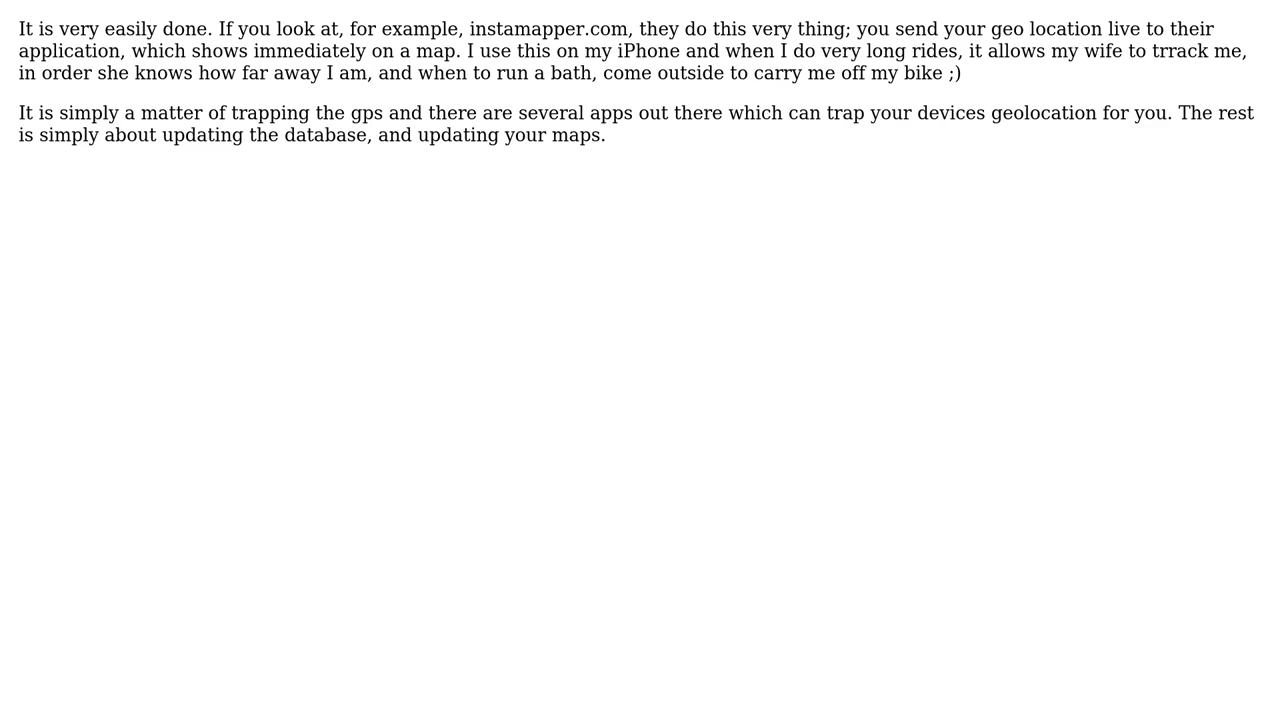 It is very easily done. If you look at, for example, instamapper.com, they do this very thing; you send your geo location live to their
application, which shows immediately on a map. I use this on my iPhone and when I do very long rides, it allows my wife to trrack me,
in order she knows how far away I am, and when to run a bath, come outside to carry me off my bike ;)
It is simply a matter of trapping the gps and there are several apps out there which can trap your devices geolocation for you. The rest
is simply about updating the database, and updating your maps.